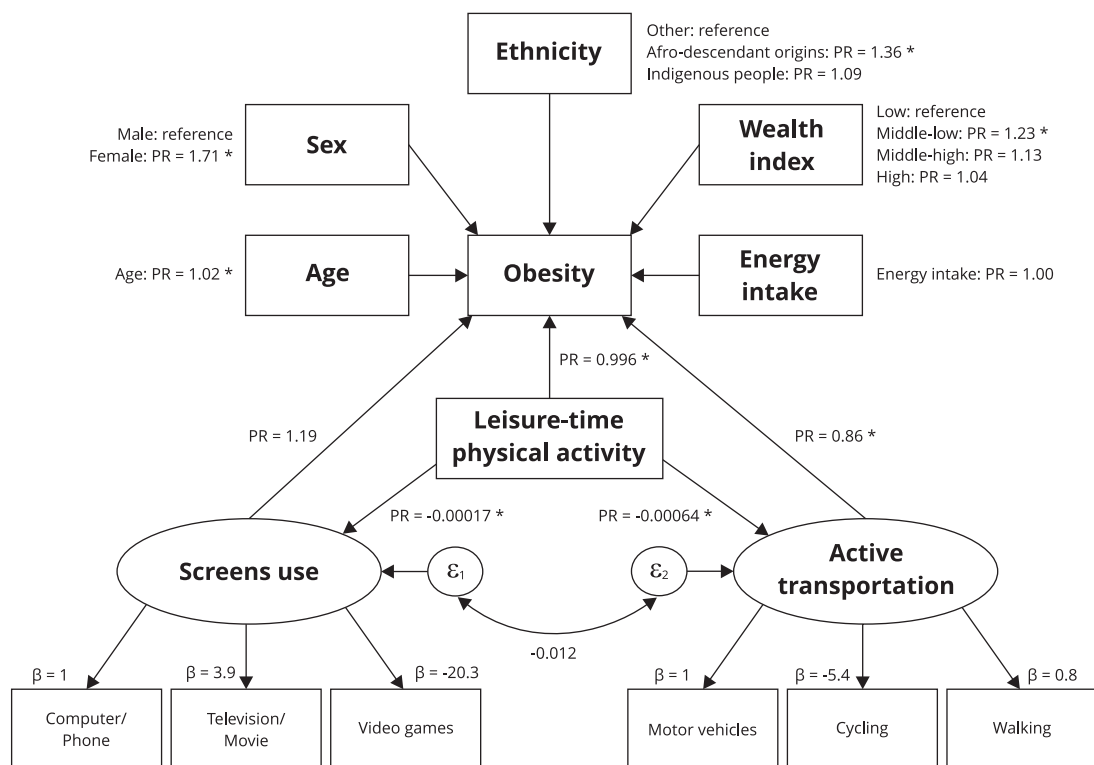 Ethnicity
Other: reference
Afro-descendant origins: PR = 1.36 *
Indigenous people: PR = 1.09
Male: reference
Female: PR = 1.71 *
Sex
Wealth
index
Low: reference
Middle-low: PR = 1.23 *
Middle-high: PR = 1.13
High: PR = 1.04
Age: PR = 1.02 *
Age
Obesity
Energy
intake
Energy intake: PR = 1.00
PR = 0.996 *
PR = 1.19
Leisure-time
physical activity
PR = 0.86 *
PR = -0.00017 *
PR = -0.00064 *
Screens use
ε1
ε2
Active
transportation
-0.012
β = 1
β = 3.9
β = -20.3
β = 1
β = -5.4
β = 0.8
Computer/
Phone
Television/
Movie
Video games
Motor vehicles
Cycling
Walking